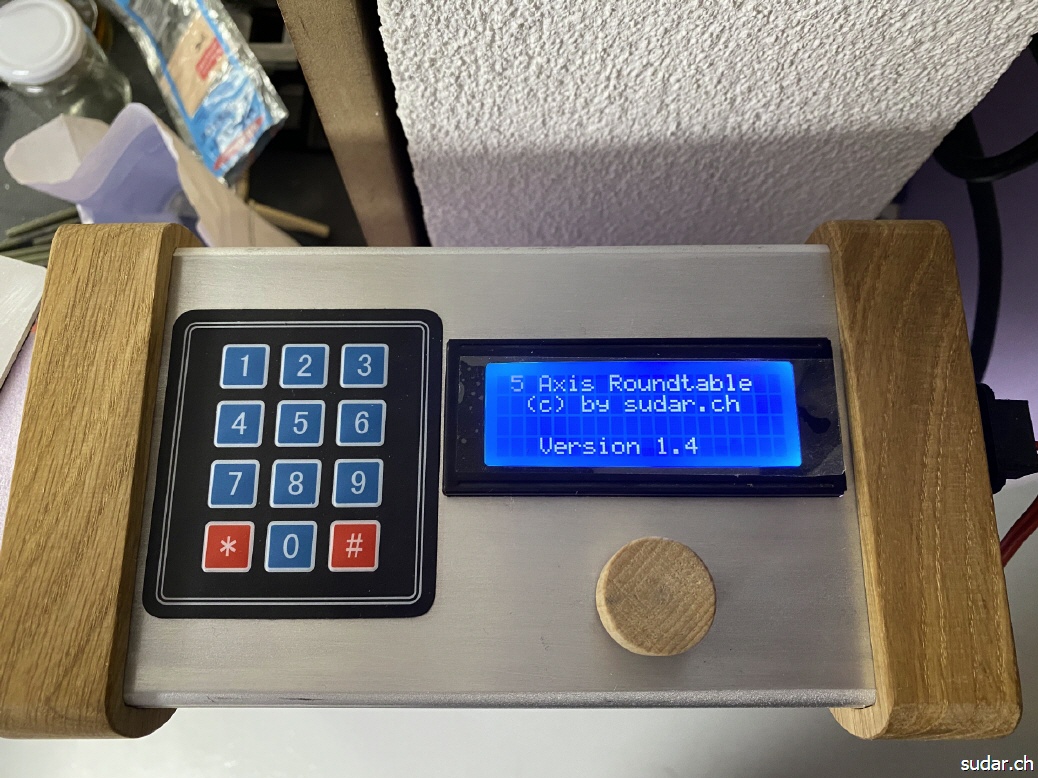 1 2 3
4 5 6
7 8 9
* 0 #
5 Axis Roundtable
(c) by sudar.ch
Version 1.4
sudar.ch